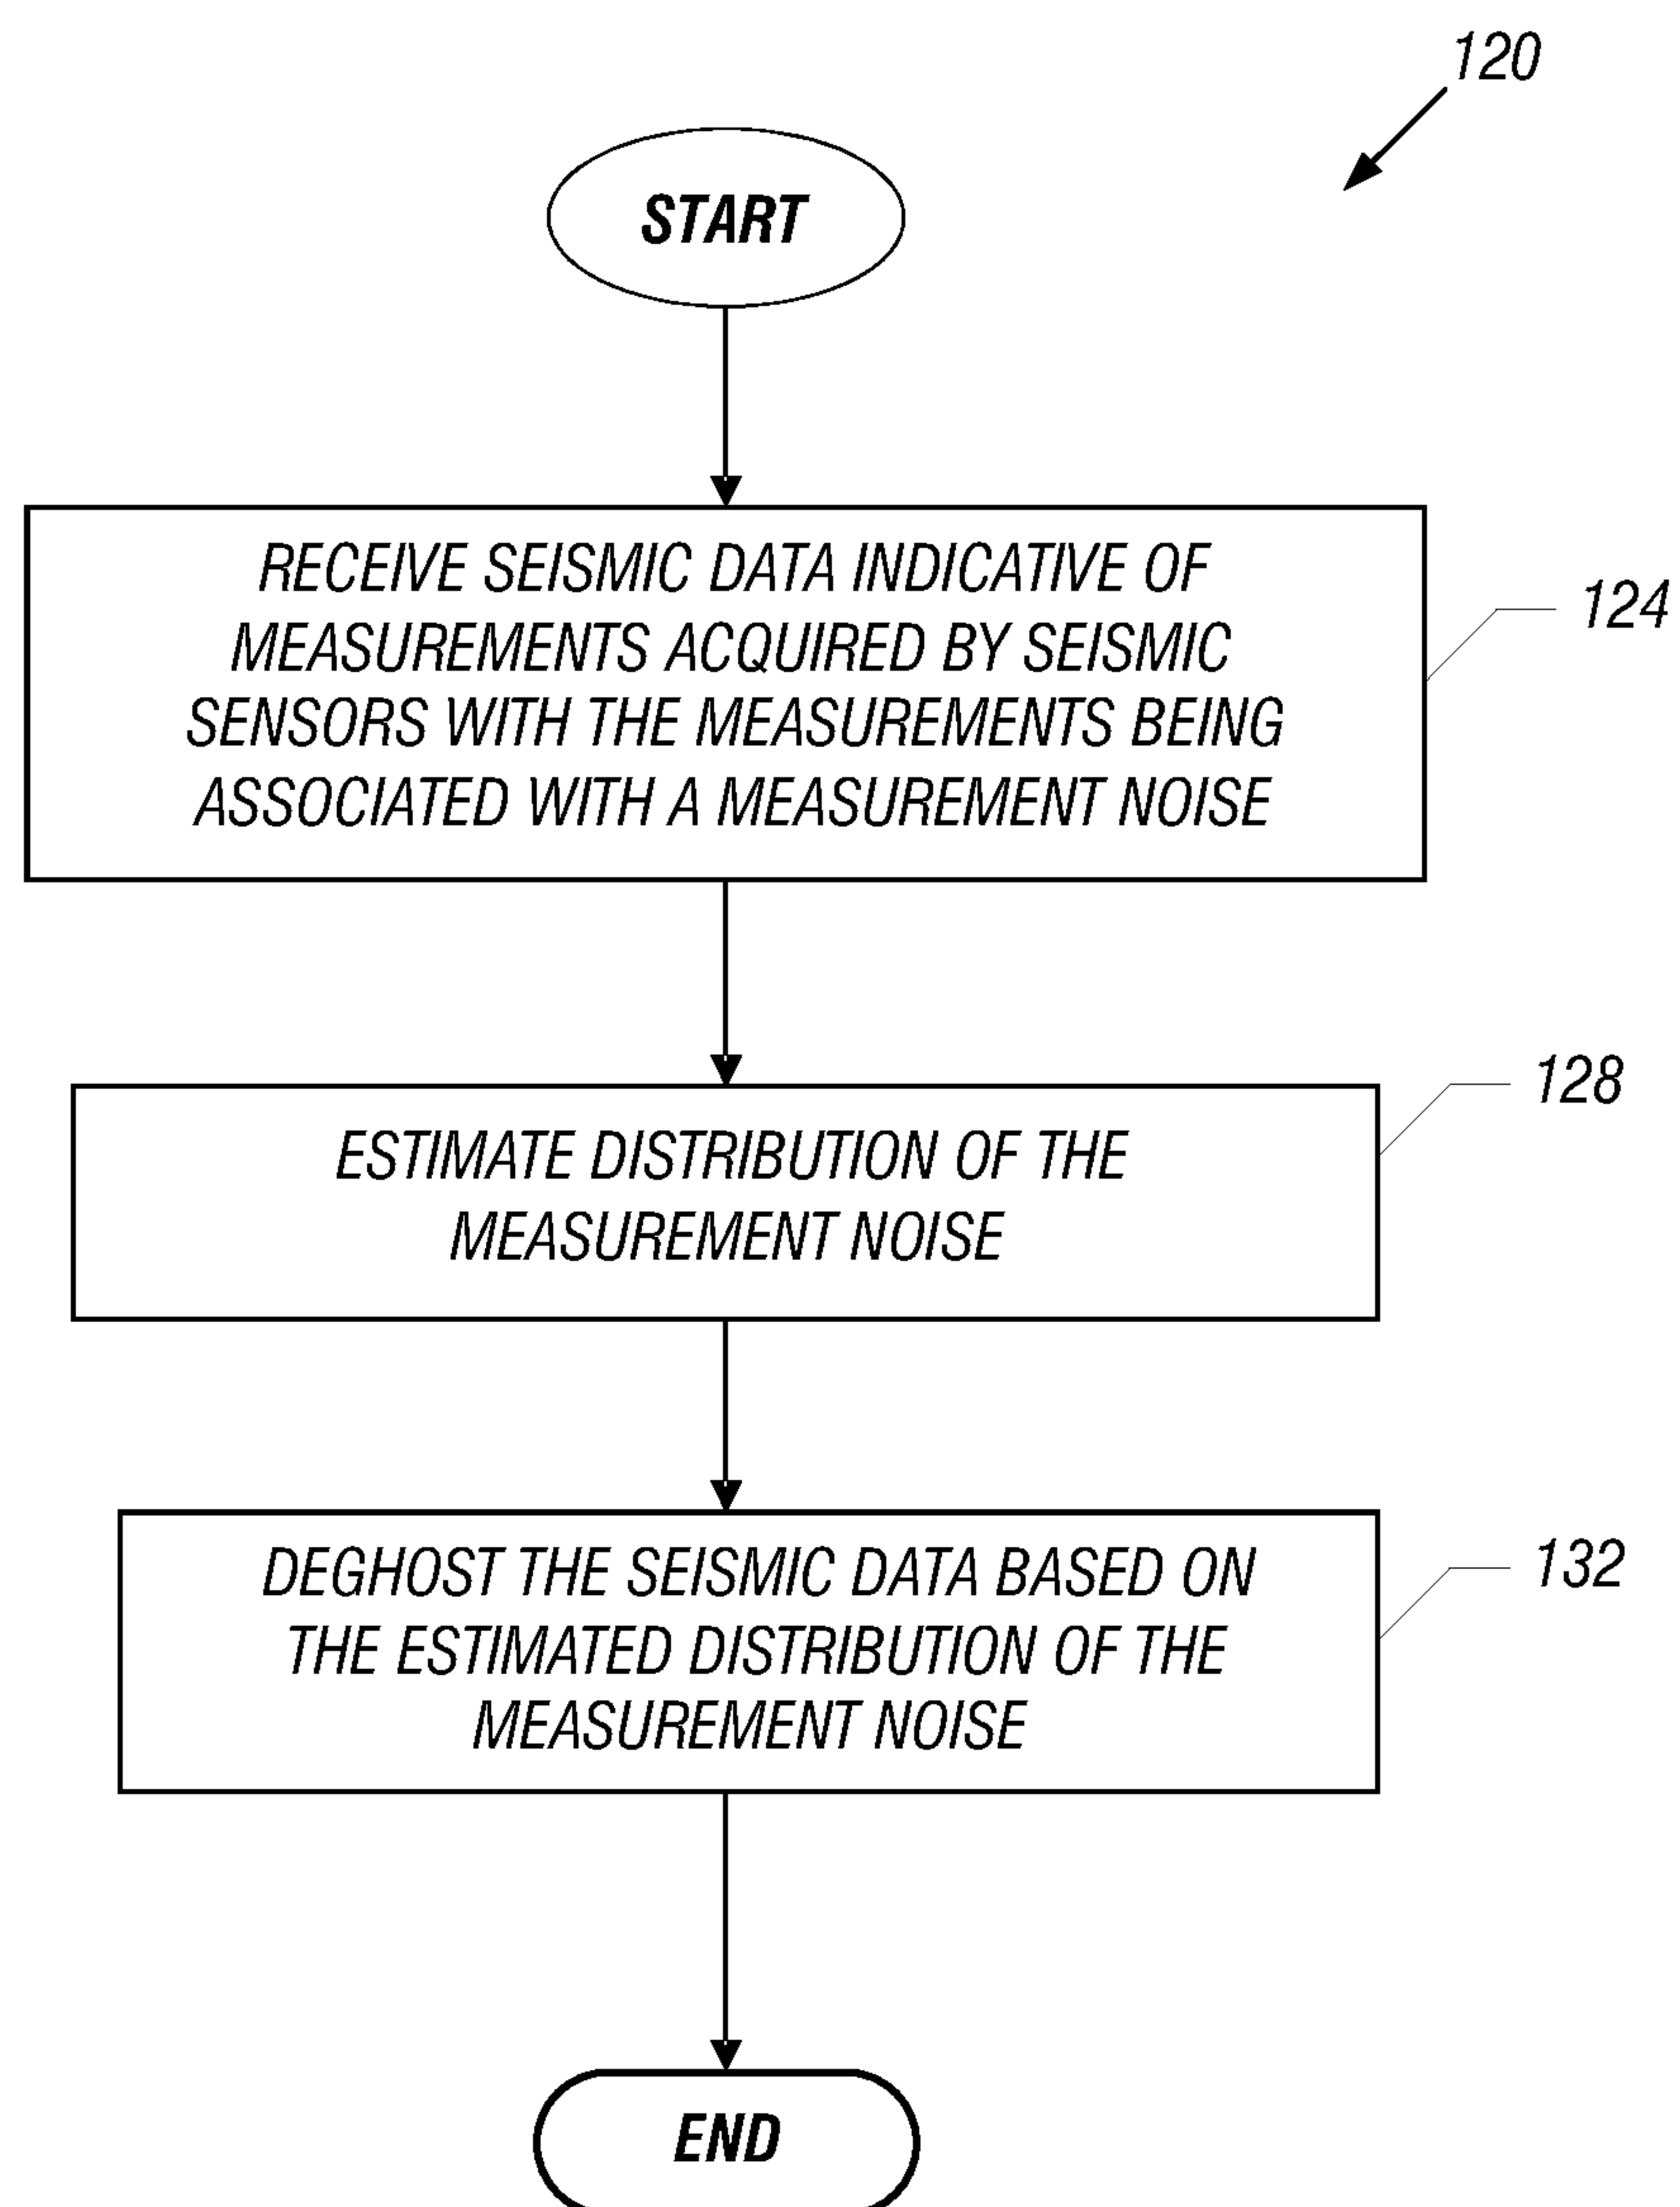 120
START
RECEIVE SEISMIC DATA INDICATIVE OF
MEASUREMENTS ACQUIRED BY SEISMIC
SENSORS WITH THE MEASUREMENTS BEING
ASSOCIATED WITH A MEASUREMENT NOISE
124
ESTIMATE DISTRIBUTION OF THE
MEASUREMENT NOISE
128
DEGHOST THE SEISMIC DATA BASED ON
THE ESTIMATED DISTRIBUTION OF THE
MEASUREMENT NOISE
132
END